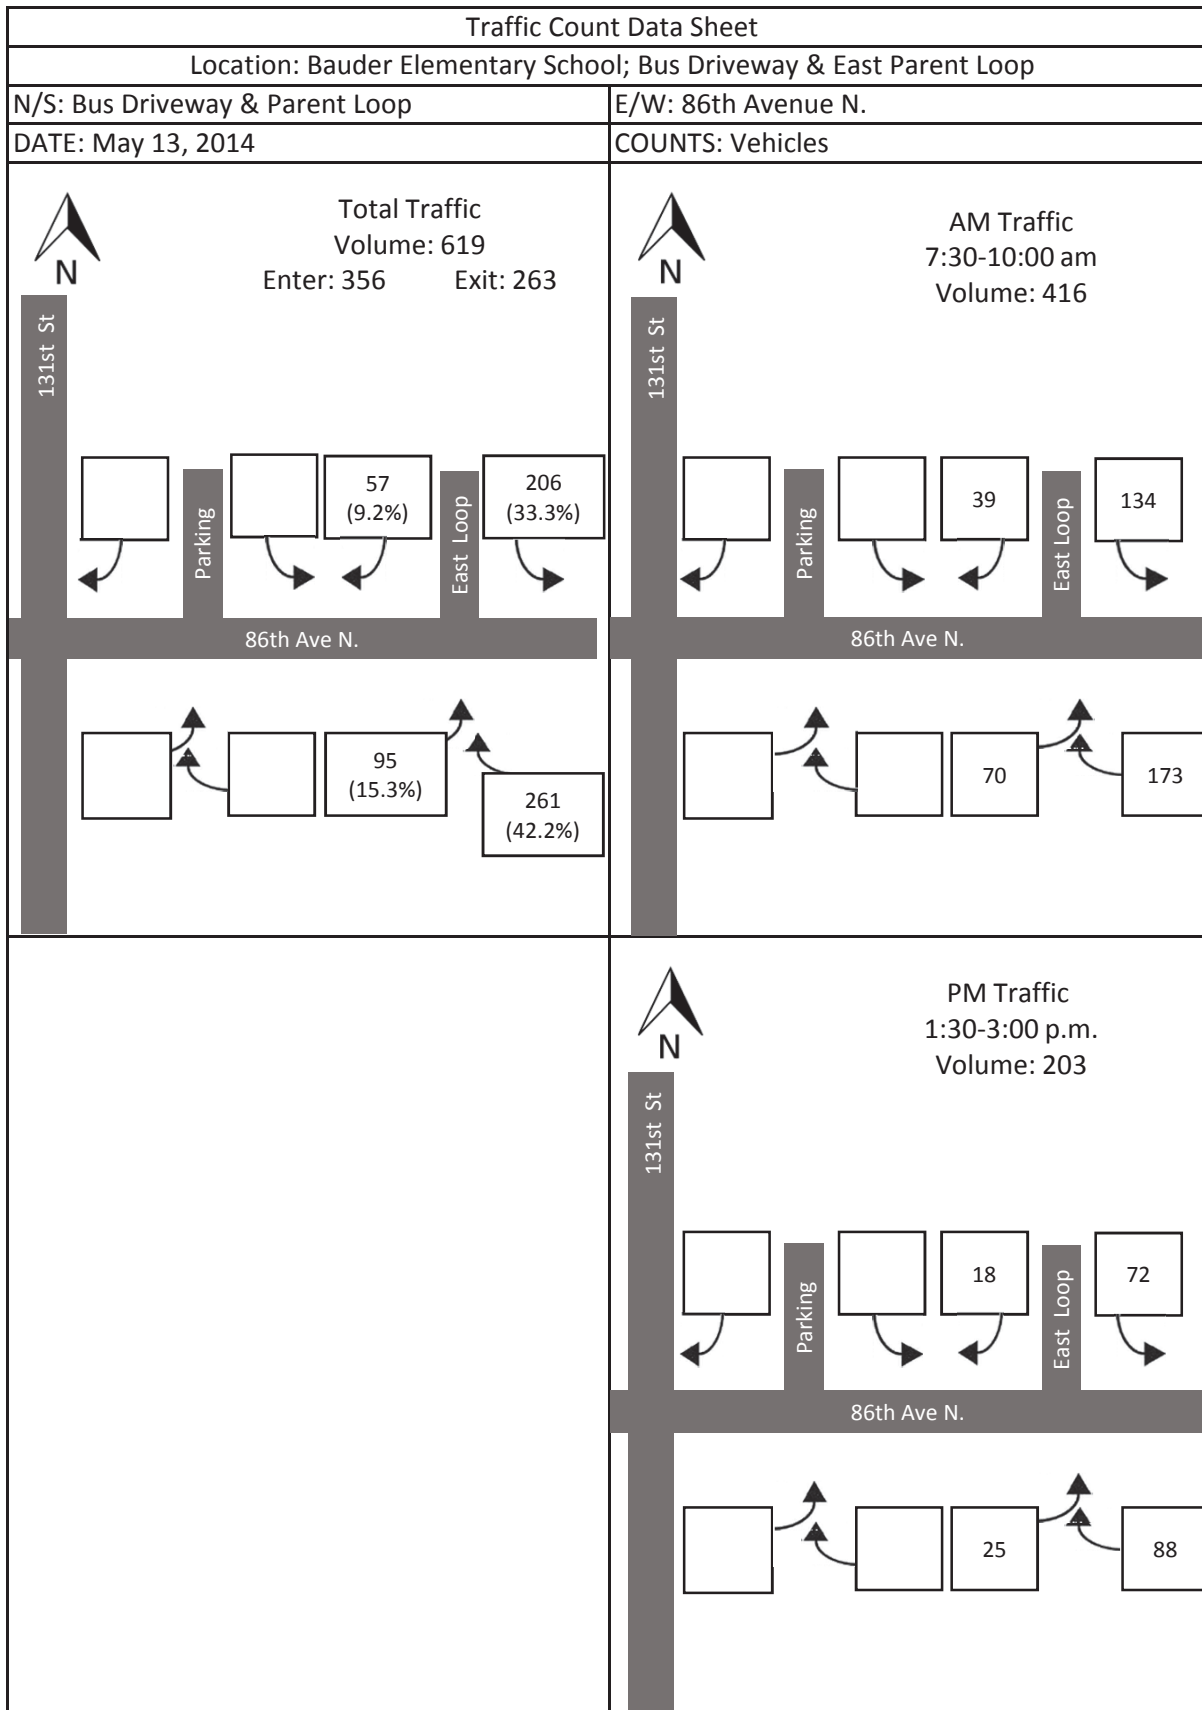 Traffic Count Data Sheet
Location: Bauder Elementary School; Bus Driveway & East Parent Loop
N/S: Bus Driveway & Parent Loop
E/W: 86th Avenue N.
DATE: May 13, 2014
COUNTS: Vehicles
Total Traffic
Volume: 619
Enter: 356 Exit: 263
N
131st St
57
(9.2%)
206
(33.3%)
Parking
East Loop
86th Ave N.
95
(15.3%)
261
(42.2%)
AM Traffic
7:30-10:00 am
Volume: 416
N
131st St
39
134
Parking
East Loop
86th Ave N.
70
173
PM Traffic
1:30-3:00 p.m.
Volume: 203
N
131st St
18
72
Parking
East Loop
86th Ave N.
25
88